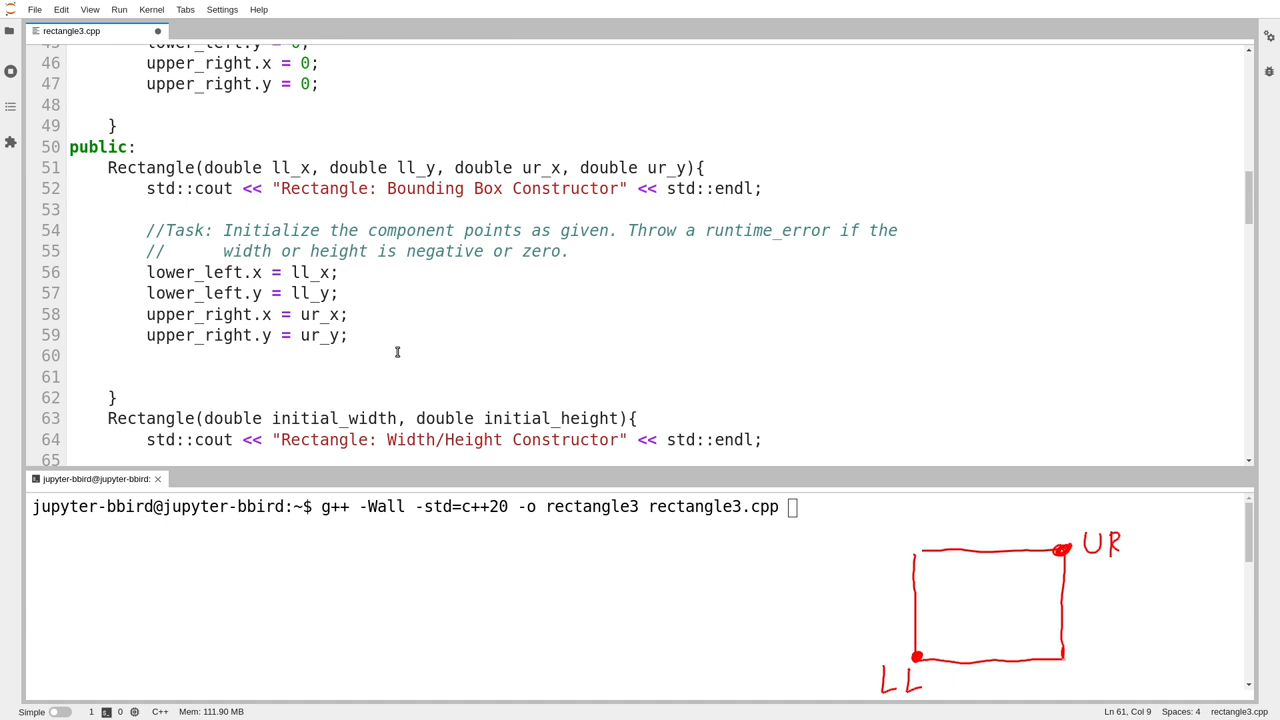 File Edit View Run Kernel Tabs Settings Help
rectangle3.cpp
45 lower_left.y = 0;
46 upper_right.x = 0;
47 upper_right.y = 0;
48
49 }
50 public:
51 Rectangle(double ll_x, double ll_y, double ur_x, double ur_y){
52 std::cout << "Rectangle: Bounding Box Constructor" << std::endl;
53
54 //Task: Initialize the component points as given. Throw a runtime_error if the
55 // width or height is negative or zero.
56 lower_left.x = ll_x;
57 lower_left.y = ll_y;
58 upper_right.x = ur_x;
59 upper_right.y = ur_y;
60
61
62 }
63 Rectangle(double initial_width, double initial_height){
64 std::cout << "Rectangle: Width/Height Constructor" << std::endl;
65
jupyter-bbird@jupyter-bbird:
jupyter-bbird@jupyter-bbird:~$ g++ -Wall -std=c++20 -o rectangle3 rectangle3.cpp
UR
LL
Simple 1 0 C++ Mem: 111.90 MB Ln 61, Col 9 Spaces: 4 rectangle3.cpp